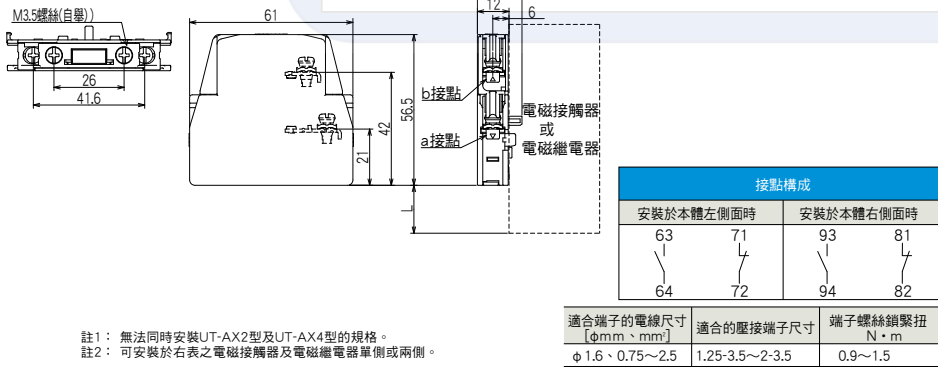 M3.5螺絲(自舉))
26
41.6
61
42
21
56.5
L
12
6
b接點
a接點
電磁接觸器
或
電磁繼電器
接點構成
安裝於本體左側面時 安裝於本體右側面時
63 71 93 81
64 72 94 82
適合端子的電線尺寸 [φmm、mm²] 適合的壓接端子尺寸 端子螺絲鎖緊扭 N・m
φ1.6、0.75～2.5 1.25-3.5～2-3.5 0.9～1.5
註1： 無法同時安裝UT-AX2型及UT-AX4型的規格。
註2： 可安裝於右表之電磁接觸器及電磁繼電器單側或兩側。